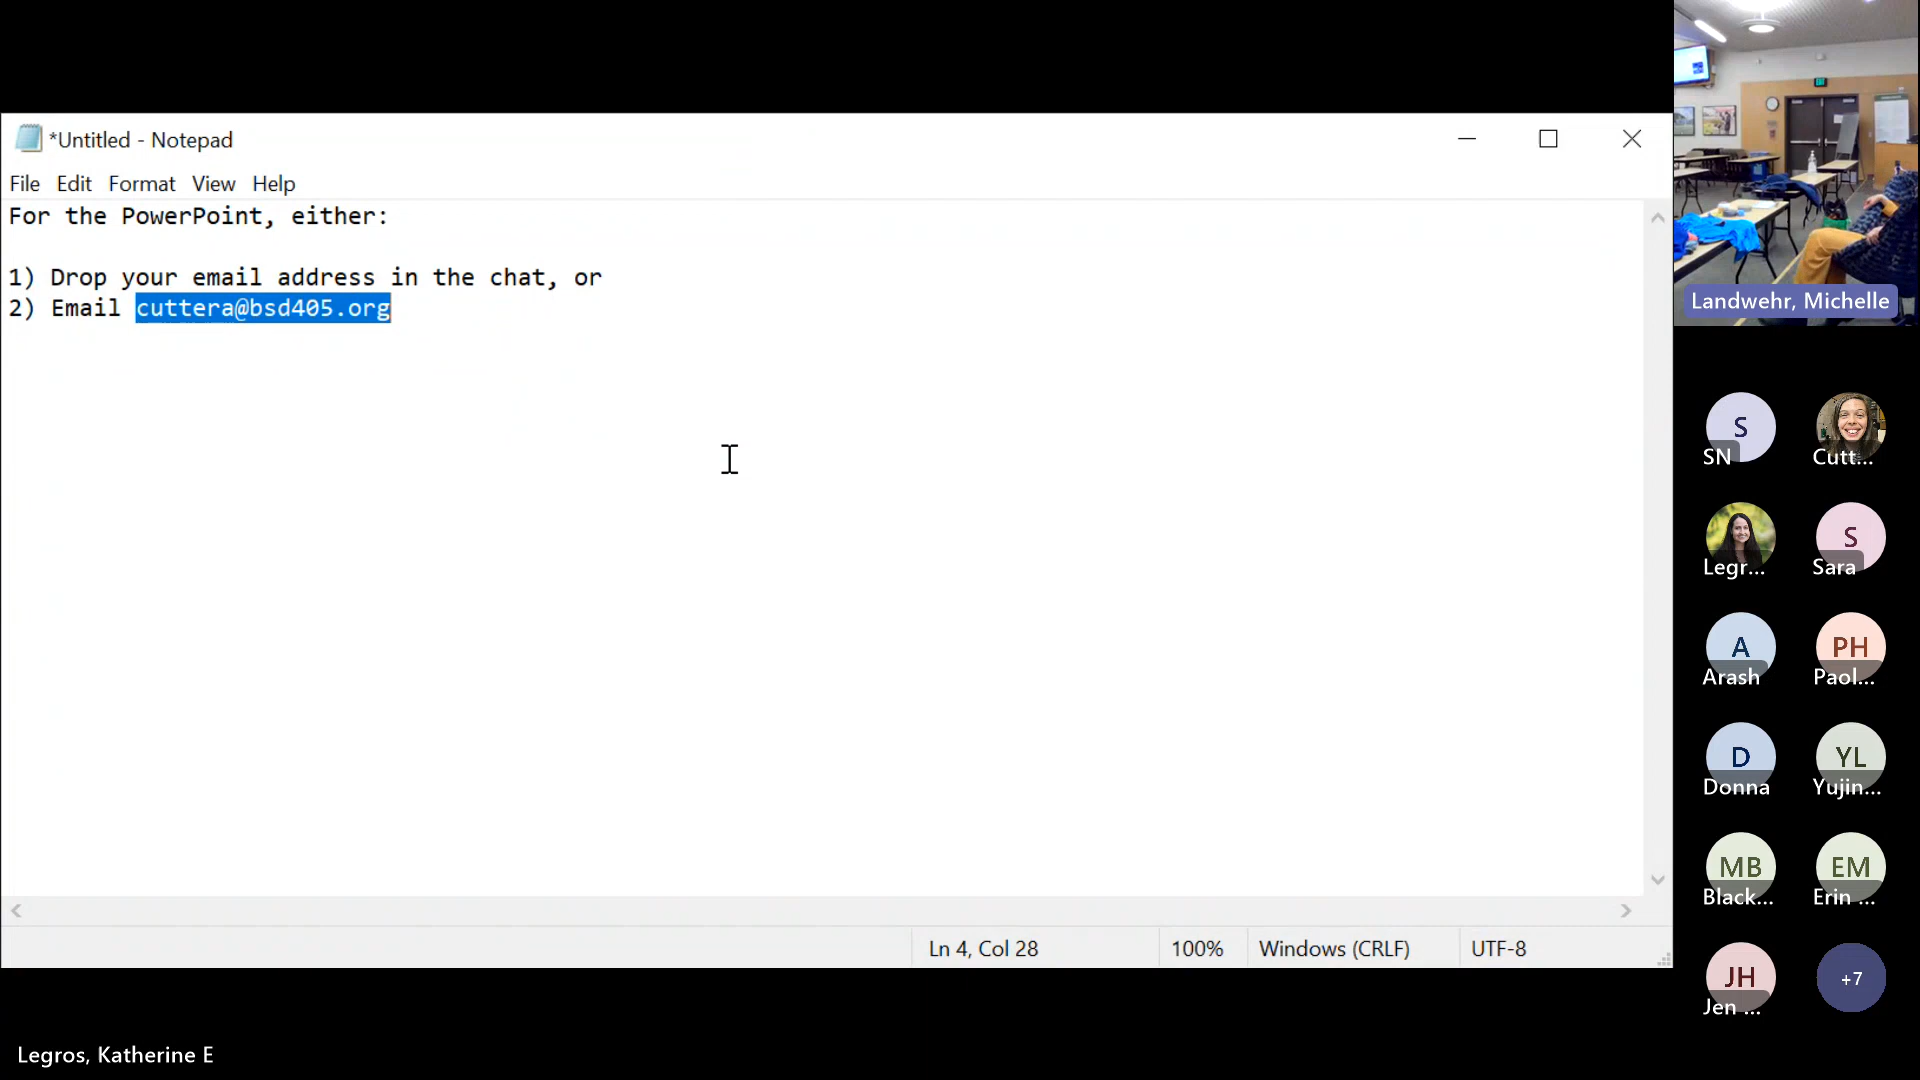 *Untitled - Notepad
File Edit Format View Help
For the PowerPoint, either:
1) Drop your email address in the chat, or
2) Email cuttera@bsd405.org
Ln 4, Col 28
100%
Windows (CRLF)
UTF-8
Legros, Katherine E
Landwehr, Michelle
S
SN
Cutt...
Legr...
S
Sara
A
Arash
PH
Paol...
D
Donna
YL
Yujin...
MB
Black...
EM
Erin ...
JH
Jen ...
+7